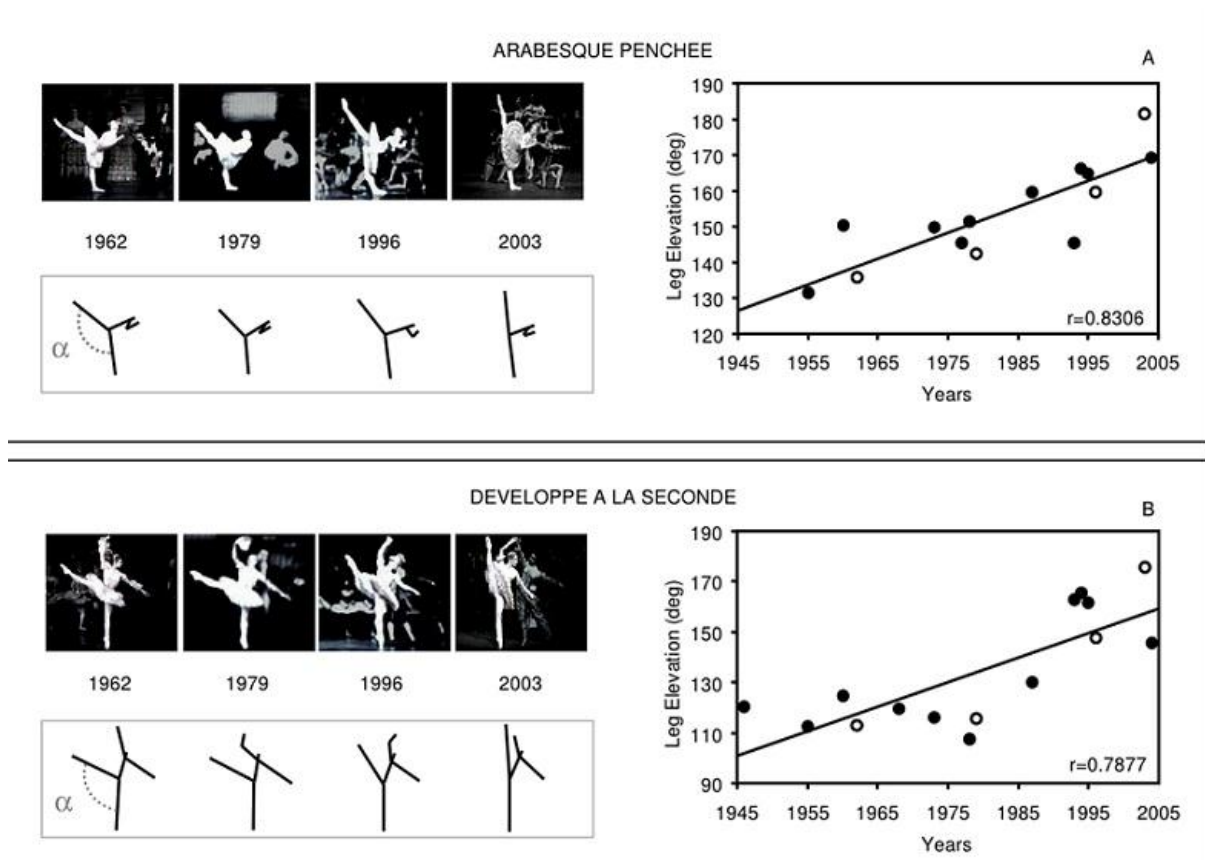 ARABESQUE PENCHEE
A
1962 1979 1996 2003
α
190
180
170
160
150
140
130
120
Leg Elevation (deg)
r=0.8306
1945 1955 1965 1975 1985 1995 2005
Years
DEVELOPPE A LA SECONDE
B
1962 1979 1996 2003
α
190
170
150
130
110
90
Leg Elevation (deg)
r=0.7877
1945 1955 1965 1975 1985 1995 2005
Years